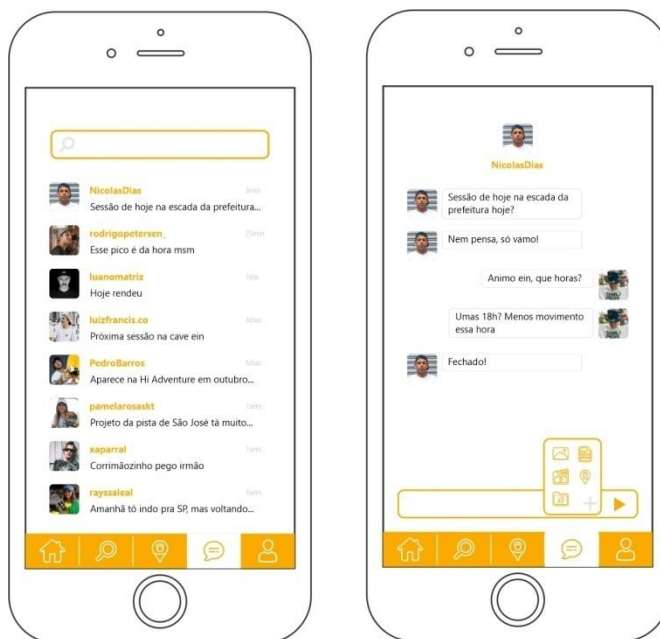 NicolasDias
3min
Sessão de hoje na escada da prefeitura...
rodrigopetersen_
25min
Esse pico é da hora msm
luanomatriz
Hoje rendeu
luizfrancis.co
Próxima sessão na cave ein
PedroBarros
Aparece na Hi Adventure em outubro...
pamelarosaskt
1sem
Projeto da pista de São José tá muito...
xaparral
1sem
Corrimãozinho pego irmão
rayssaleal
Amanhã tô indo pra SP, mas voltando...
NicolasDias
Sessão de hoje na escada da
prefeitura hoje?
Nem pensa, só vamo!
Animo ein, que horas?
Umas 18h? Menos movimento
essa hora
Fechado!